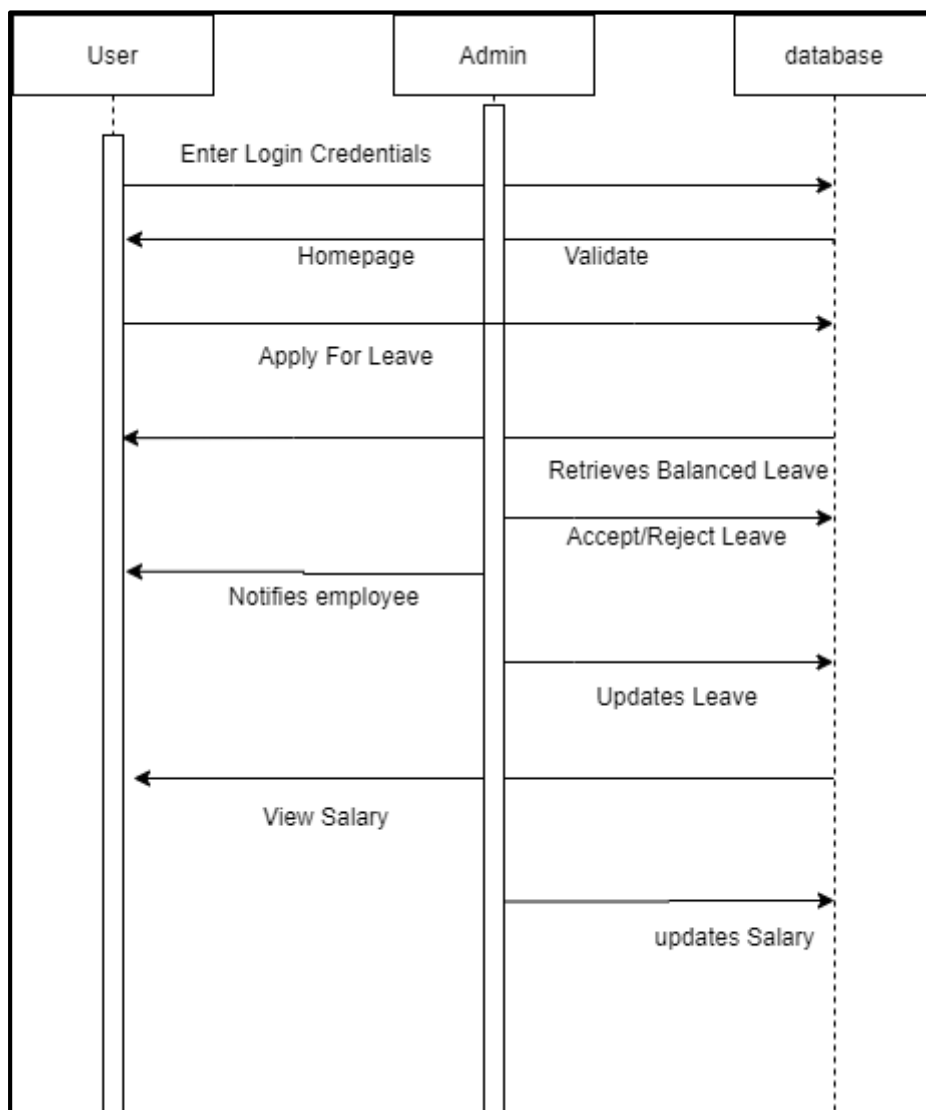 User
Admin
database
Enter Login Credentials
Homepage
Validate
Apply For Leave
Retrieves Balanced Leave
Accept/Reject Leave
Notifies employee
Updates Leave
View Salary
updates Salary